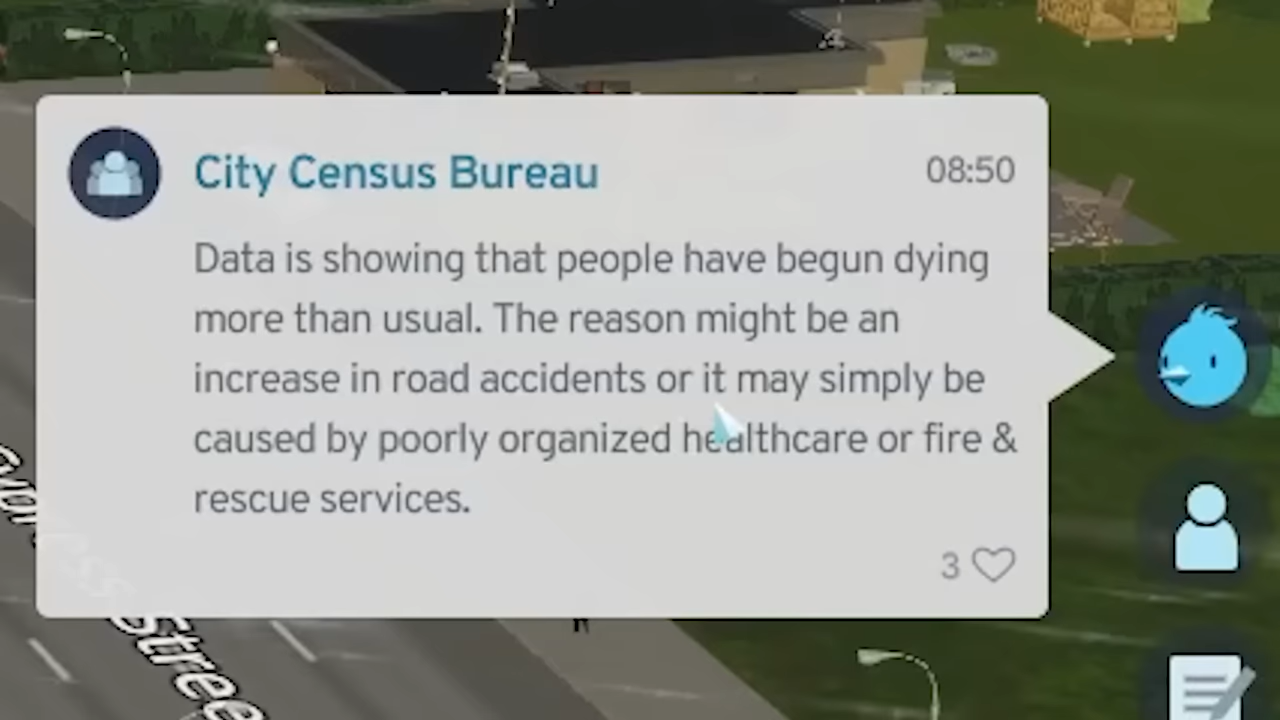 City Census Bureau
08:50
Data is showing that people have begun dying
more than usual. The reason might be an
increase in road accidents or it may simply be
caused by poorly organized healthcare or fire &
rescue services.
3